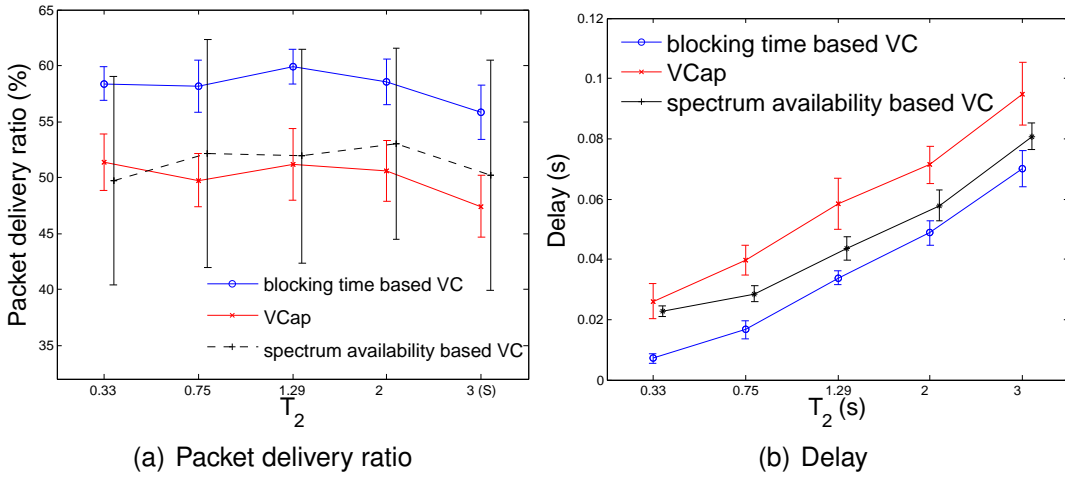 65
60
55
50
45
40
35
Packet delivery ratio (%)
blocking time based VC
VCap
spectrum availability based VC
0.33
0.75
1.29
2
3 (S)
T2
(a) Packet delivery ratio
0.12
0.1
0.08
0.06
0.04
0.02
0
Delay (s)
blocking time based VC
VCap
spectrum availability based VC
0.33
0.75
1.29
2
3
T2 (s)
(b) Delay